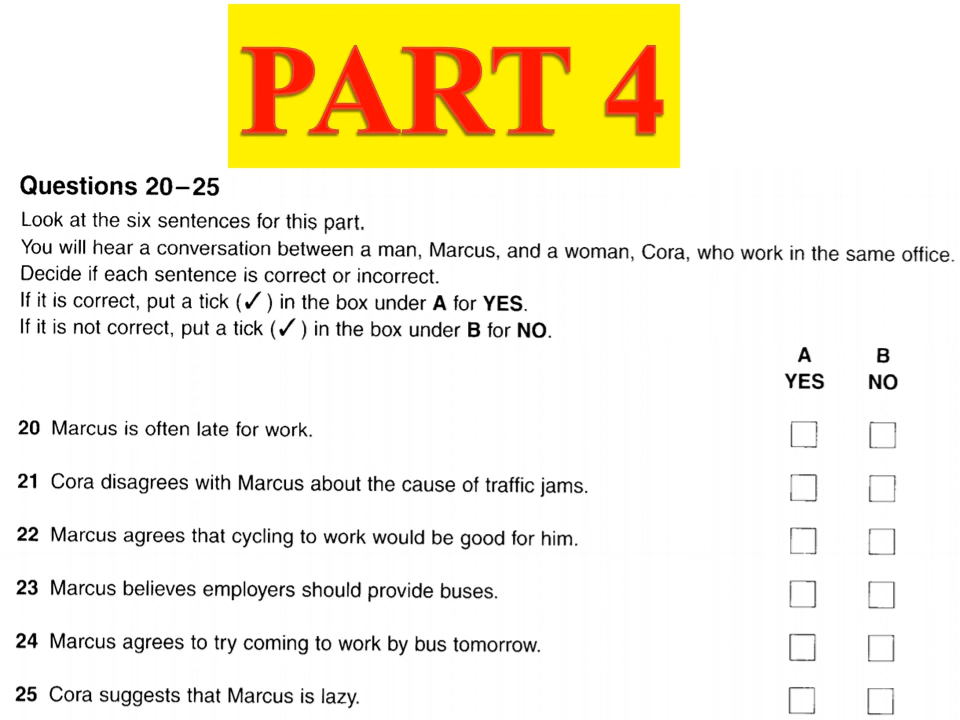 PART 4
Questions 20–25
Look at the six sentences for this part.
You will hear a conversation between a man, Marcus, and a woman, Cora, who work in the same office.
Decide if each sentence is correct or incorrect.
If it is correct, put a tick (✓) in the box under A for YES.
If it is not correct, put a tick (✓) in the box under B for NO.
A B
YES NO
20 Marcus is often late for work.
21 Cora disagrees with Marcus about the cause of traffic jams.
22 Marcus agrees that cycling to work would be good for him.
23 Marcus believes employers should provide buses.
24 Marcus agrees to try coming to work by bus tomorrow.
25 Cora suggests that Marcus is lazy.